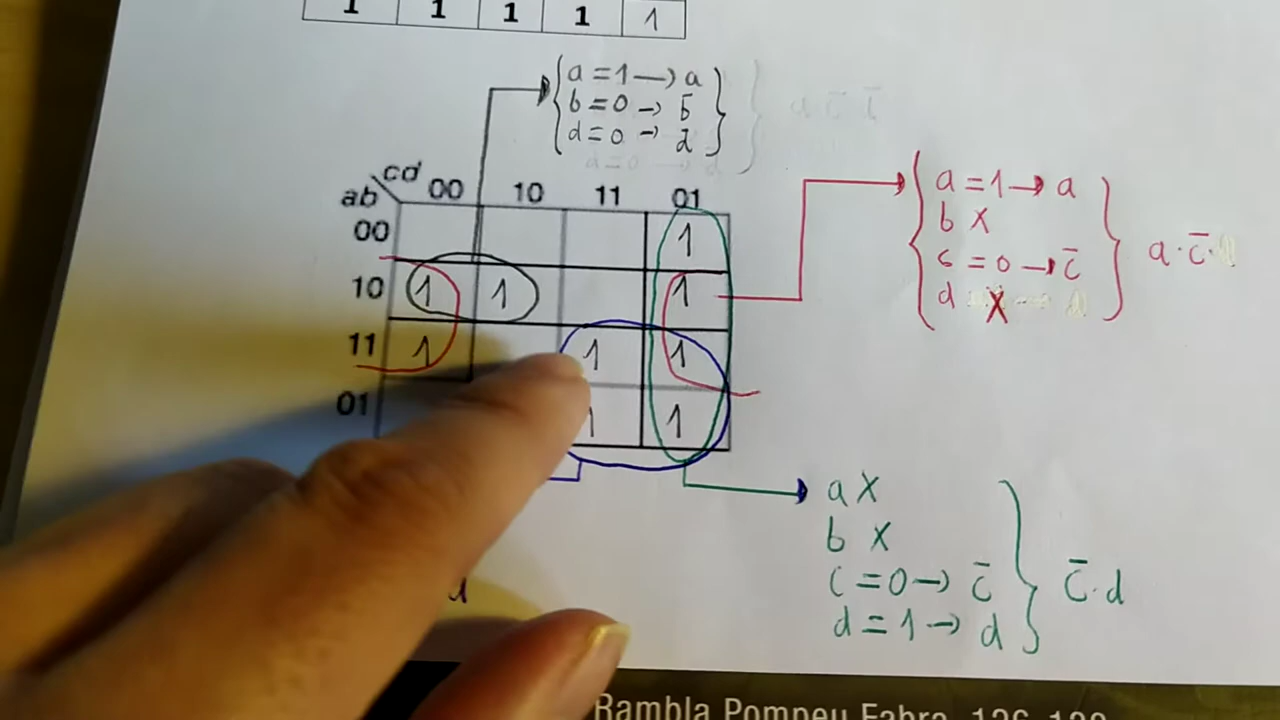 1 1 1 1 1
a = 1 → a
b = 0 → b̅
d = 0 → d̅
cd
ab 00 10 11 01
00 1
10 1 1 1
11 1 1 1
01 1 1
a = 1 → a
b X
c = 0 → c̅
d X
a · c̅ ·
a X
b X
c = 0 → c̅
d = 1 → d
c̅ · d
Rambla Pompeu Fabra